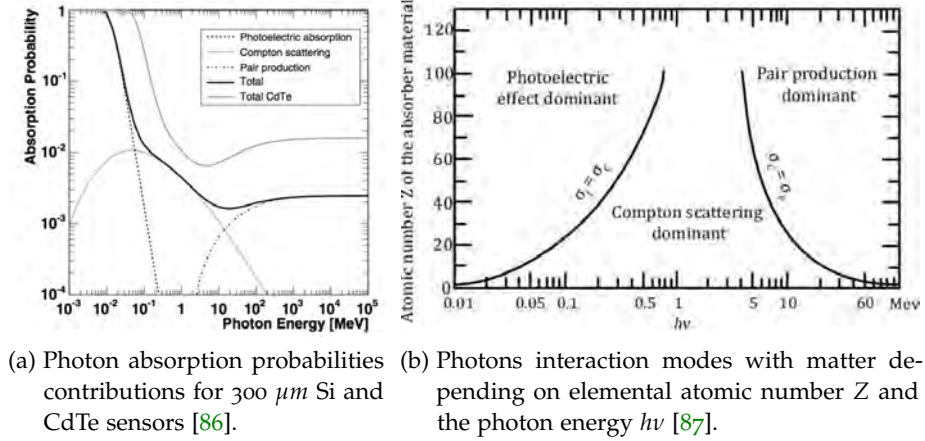 Absorption Probability
1
10⁻¹
10⁻²
10⁻³
10⁻⁴
Photoelectric absorption
Compton scattering
Pair production
Total
Total CdTe
10⁻³ 10⁻² 10⁻¹ 1 10 10² 10³ 10⁴ 10⁵
Photon Energy [MeV]
Atomic number Z of the absorber material
120
100
80
60
40
20
0
Photoelectric
effect dominant
Pair production
dominant
Compton scattering
dominant
0.01 0.05 0.1 0.5 1 5 10 60 Mev
hν
(a) Photon absorption probabilities
contributions for 300 μm Si and
CdTe sensors [86].
(b) Photons interaction modes with matter de-
pending on elemental atomic number Z and
the photon energy hν [87].